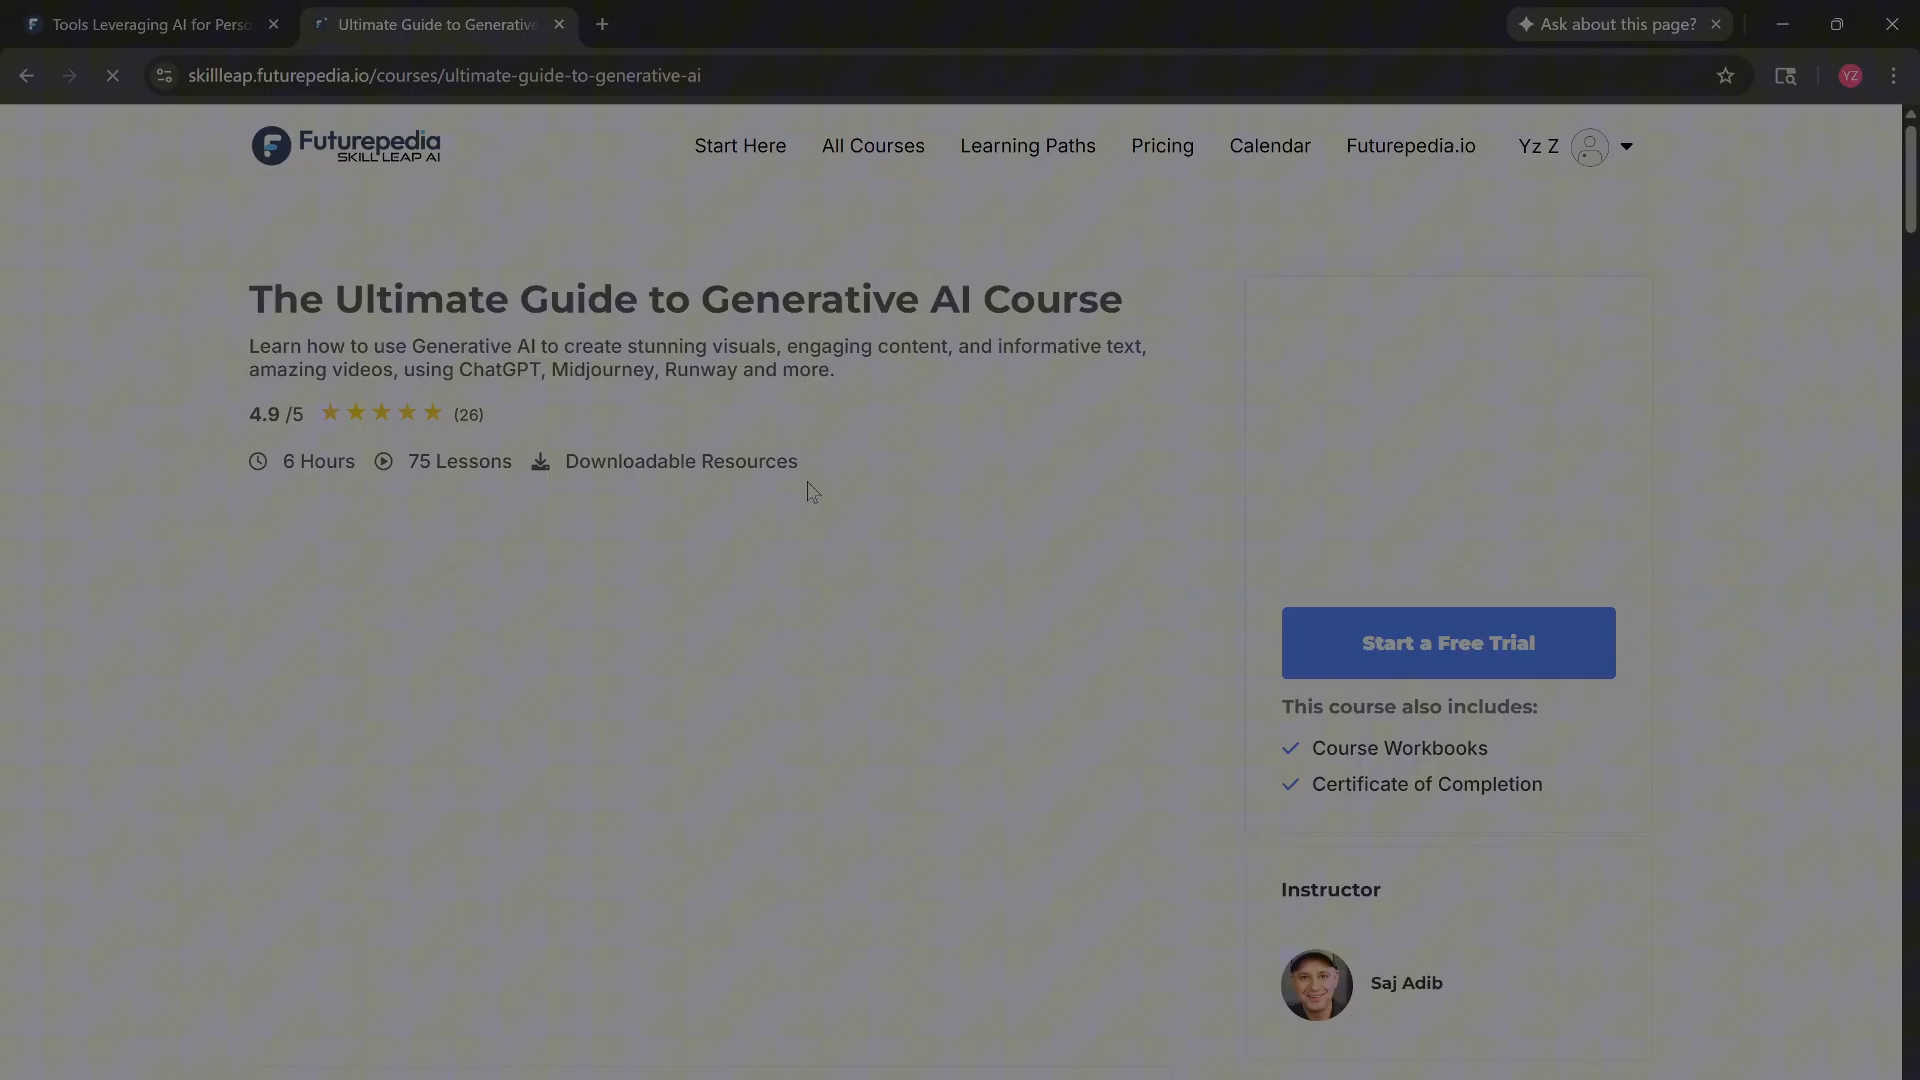 Tools Leveraging AI for Perso
Ultimate Guide to Generative
Ask about this page?
skillleap.futurepedia.io/courses/ultimate-guide-to-generative-ai
YZ
Futurepedia
SKILL LEAP AI
Start Here
All Courses
Learning Paths
Pricing
Calendar
Futurepedia.io
Yz Z
The Ultimate Guide to Generative AI Course
Learn how to use Generative AI to create stunning visuals, engaging content, and informative text,
amazing videos, using ChatGPT, Midjourney, Runway and more.
4.9 /5 ★★★★★ (26)
6 Hours 75 Lessons Downloadable Resources
Start a Free Trial
This course also includes:
Course Workbooks
Certificate of Completion
Instructor
Saj Adib